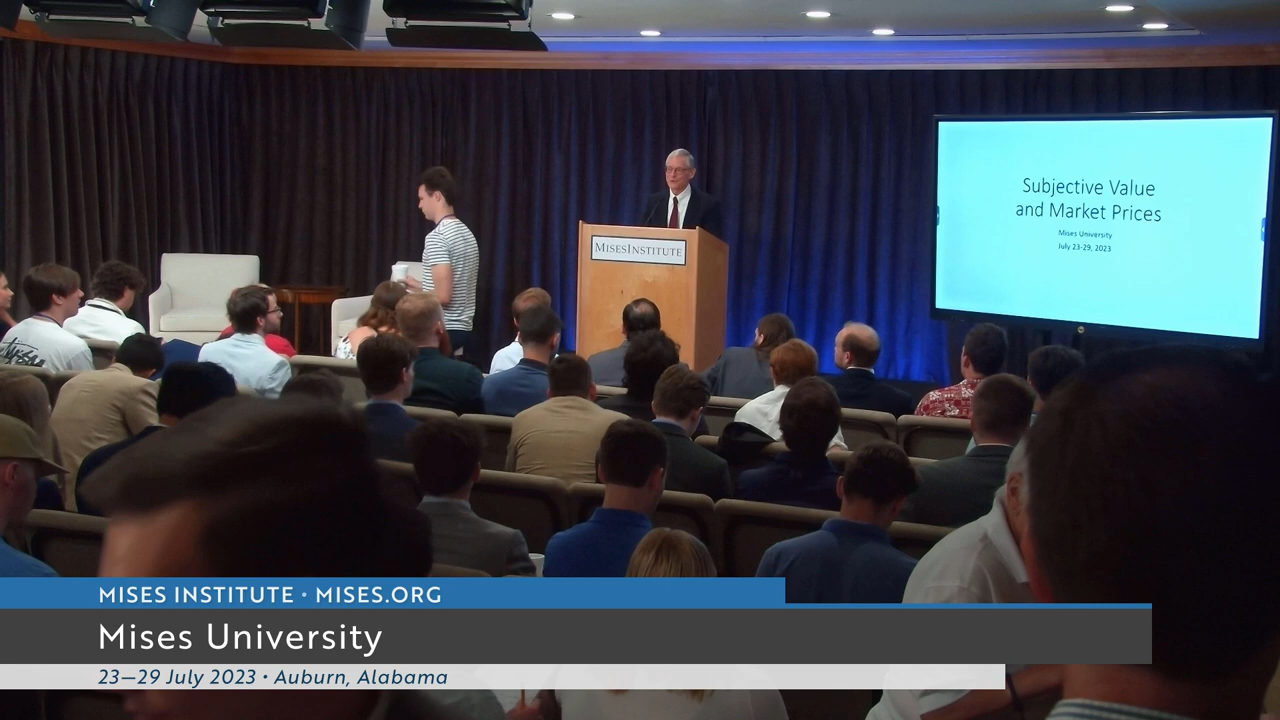 Subjective Value
and Market Prices
Mises University
July 23-29, 2023
MISESINSTITUTE
MISES INSTITUTE • MISES.ORG
Mises University
23—29 July 2023 • Auburn, Alabama